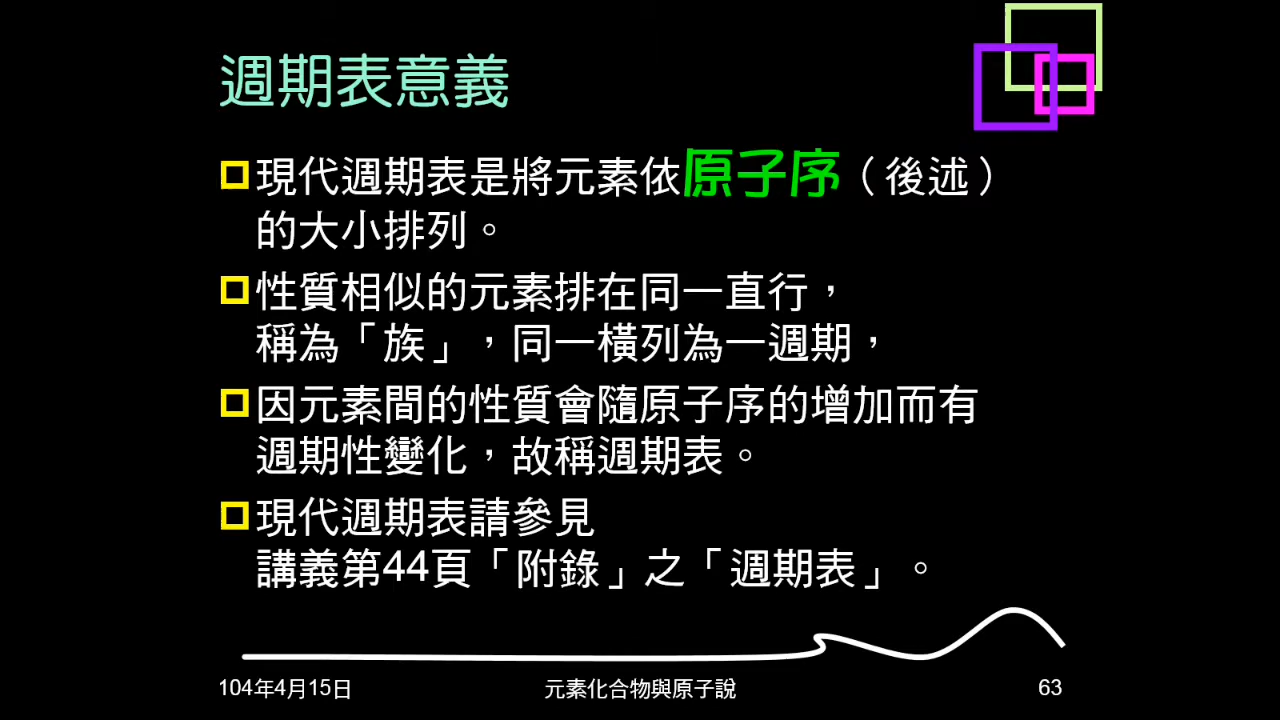 週期表意義
現代週期表是將元素依原子序（後述）
的大小排列。
性質相似的元素排在同一直行，
稱為「族」，同一橫列為一週期，
因元素間的性質會隨原子序的增加而有
週期性變化，故稱週期表。
現代週期表請參見
講義第44頁「附錄」之「週期表」。
104年4月15日
元素化合物與原子說
63